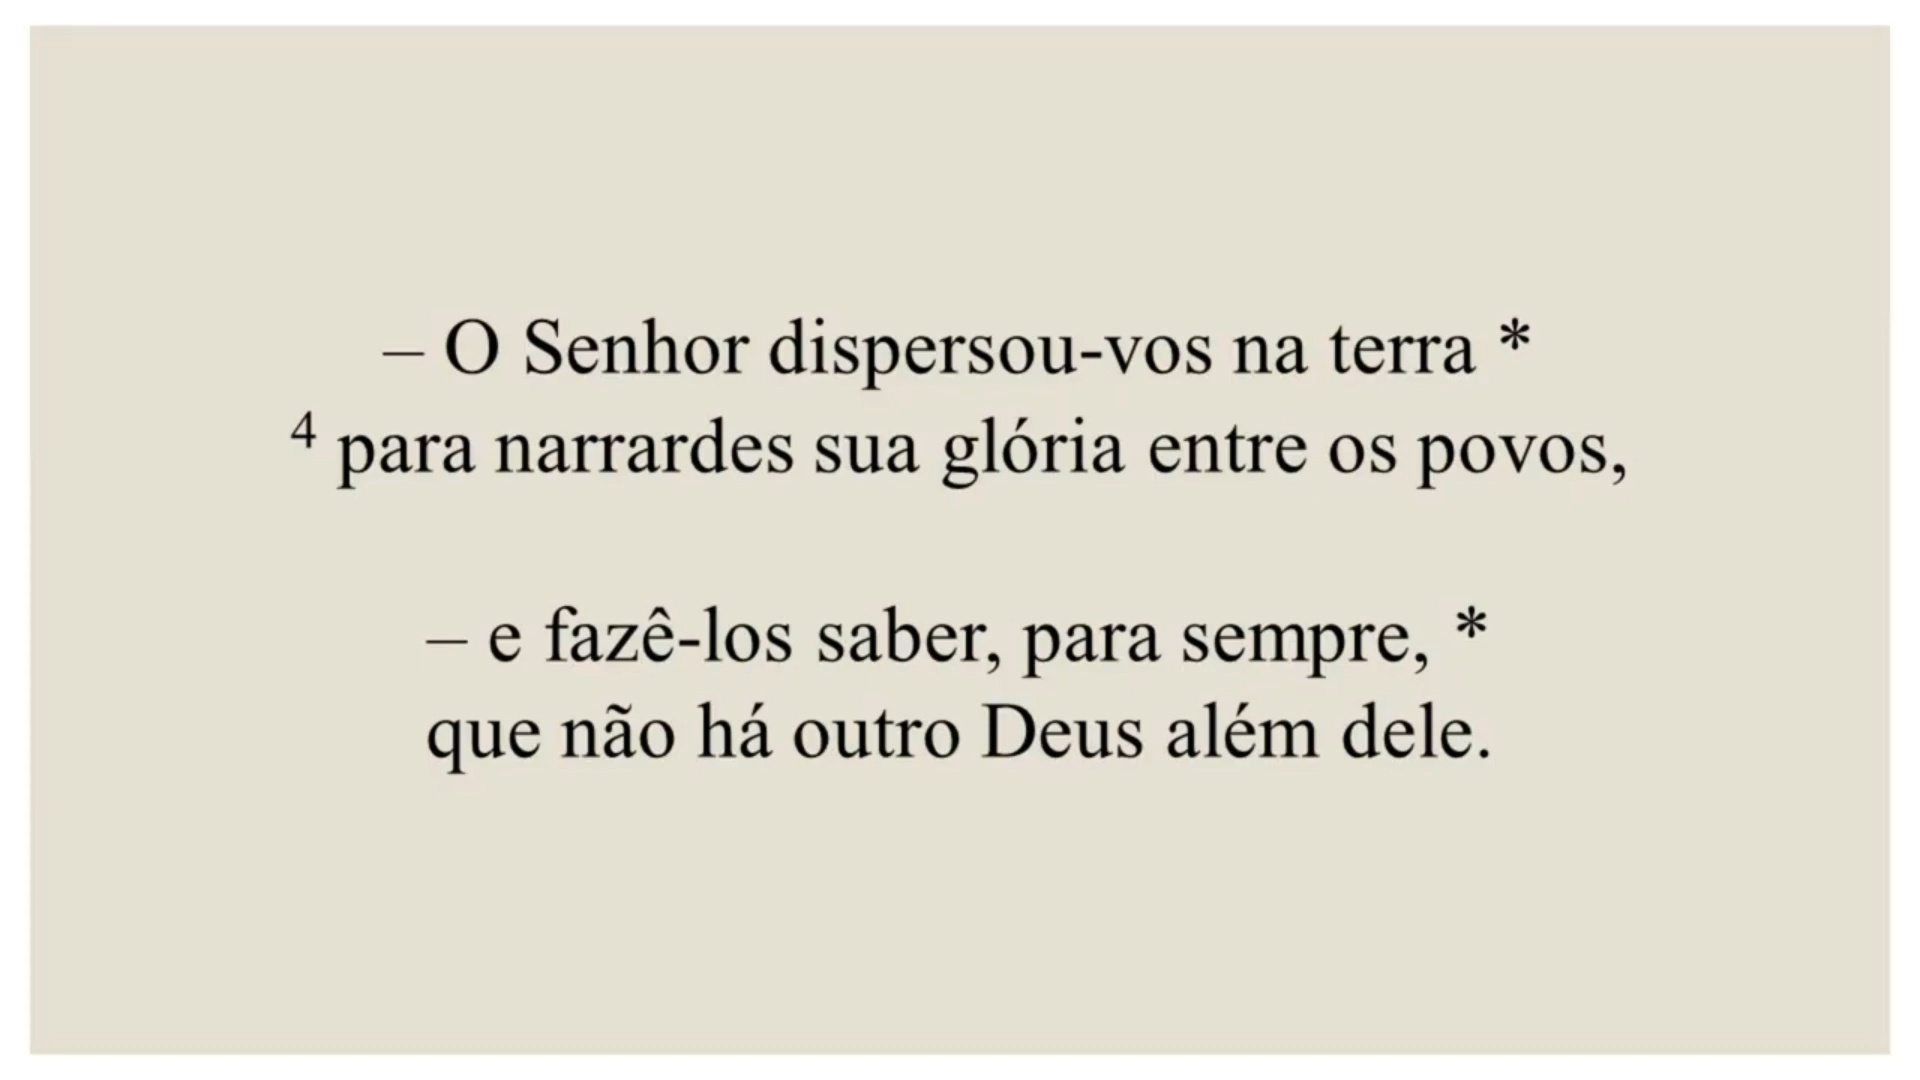 – O Senhor dispersou-vos na terra *
⁴ para narrardes sua glória entre os povos,
– e fazê-los saber, para sempre, *
que não há outro Deus além dele.